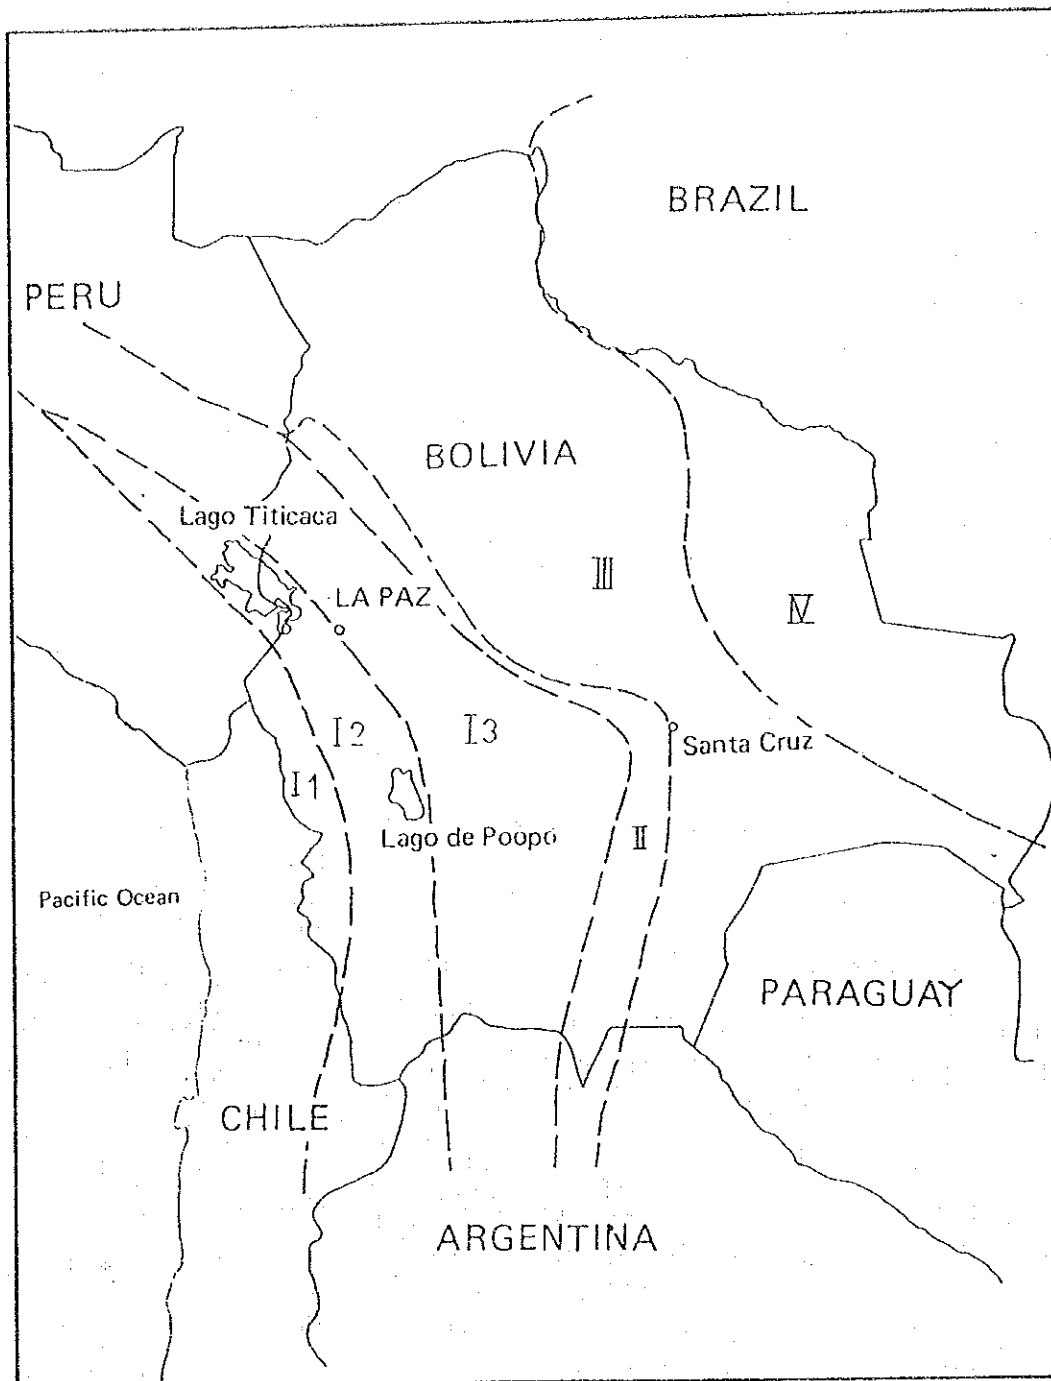 BRAZIL
PERU
BOLIVIA
Lago Titicaca
III
LA PAZ
IV
I2
I3
Santa Cruz
I1
Lago de Poopó
II
Pacific Ocean
PARAGUAY
CHILE
ARGENTINA